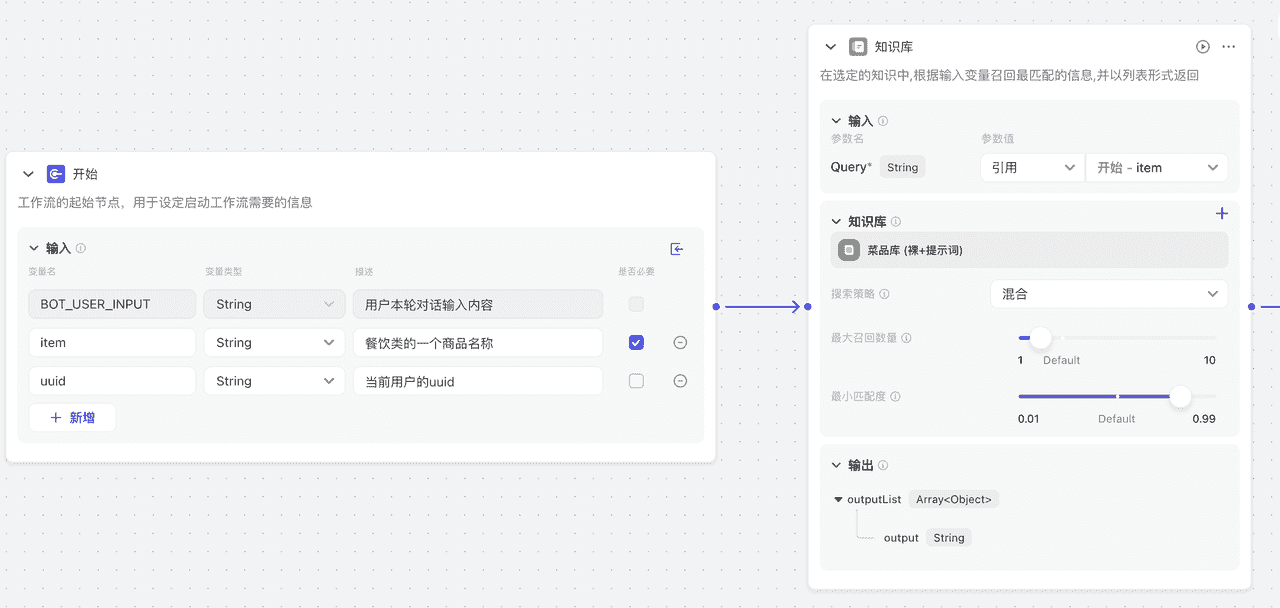 开始
工作流的起始节点，用于设定启动工作流需要的信息
输入
变量名 变量类型 描述 是否必要
BOT_USER_INPUT String 用户本轮对话输入内容
item String 餐饮类的一个商品名称
uuid String 当前用户的uuid
+ 新增
知识库
在选定的知识中,根据输入变量召回最匹配的信息,并以列表形式返回
输入
参数名 参数值
Query* String 引用 开始 - item
知识库
菜品库 (裸+提示词)
搜索策略 混合
最大召回数量
1 Default 10
最小匹配度
0.01 Default 0.99
输出
outputList Array<Object>
output String